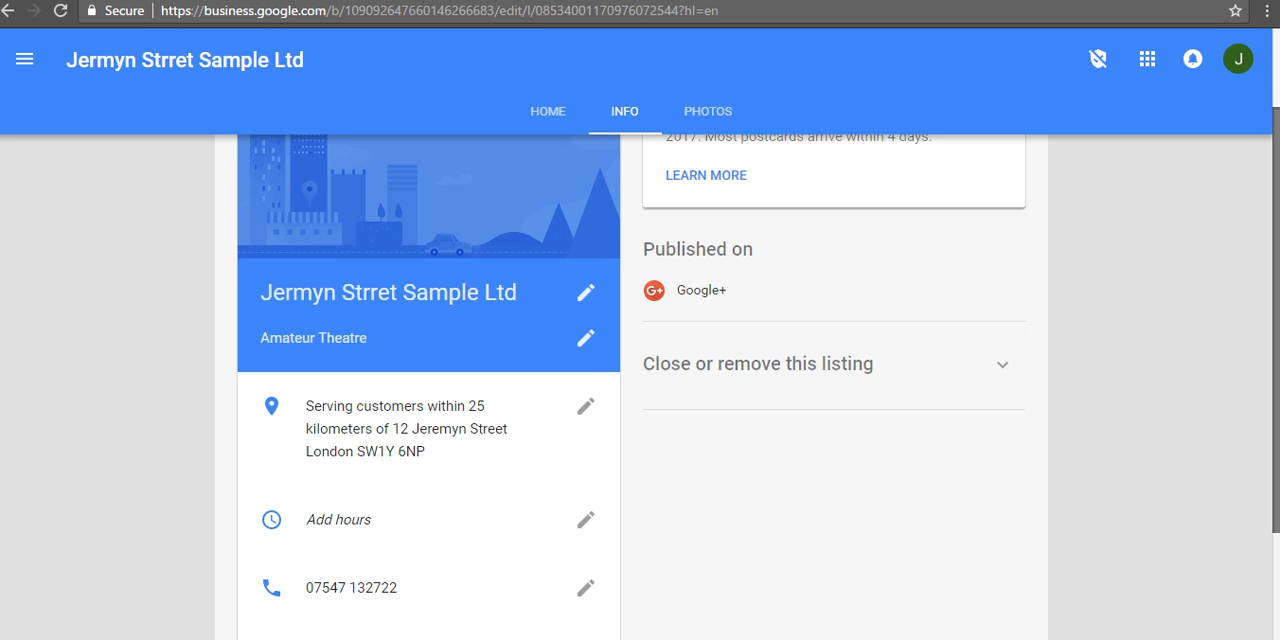 Secure | https://business.google.com/b/109092647660146266683/edit/l/08534001170976072544?hl=en
Jermyn Strret Sample Ltd
J
HOME INFO PHOTOS
2017. Most postcards arrive within 4 days.
LEARN MORE
Published on
G+ Google+
Close or remove this listing
Jermyn Strret Sample Ltd
Amateur Theatre
Serving customers within 25
kilometers of 12 Jeremyn Street
London SW1Y 6NP
Add hours
07547 132722